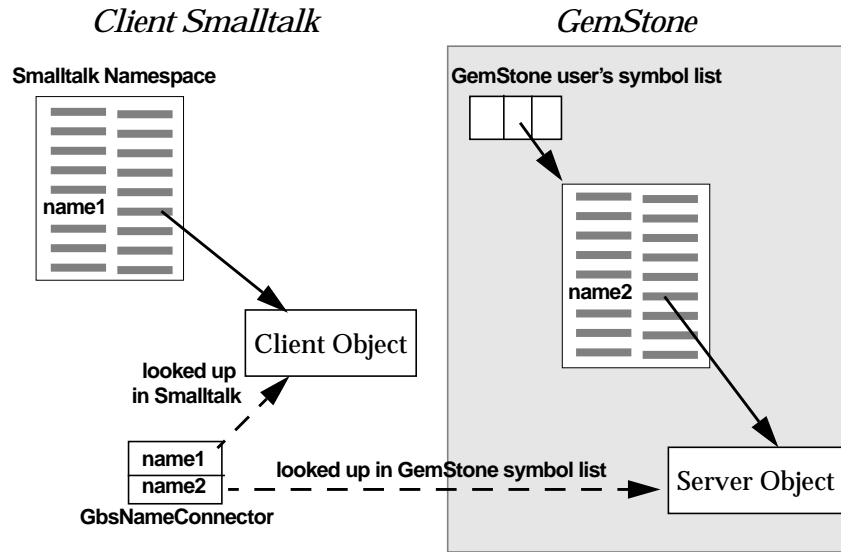 Client Smalltalk
GemStone
Smalltalk Namespace
GemStone user's symbol list
name1
name2
Client Object
looked up
in Smalltalk
name1
name2
looked up in GemStone symbol list
Server Object
GbsNameConnector